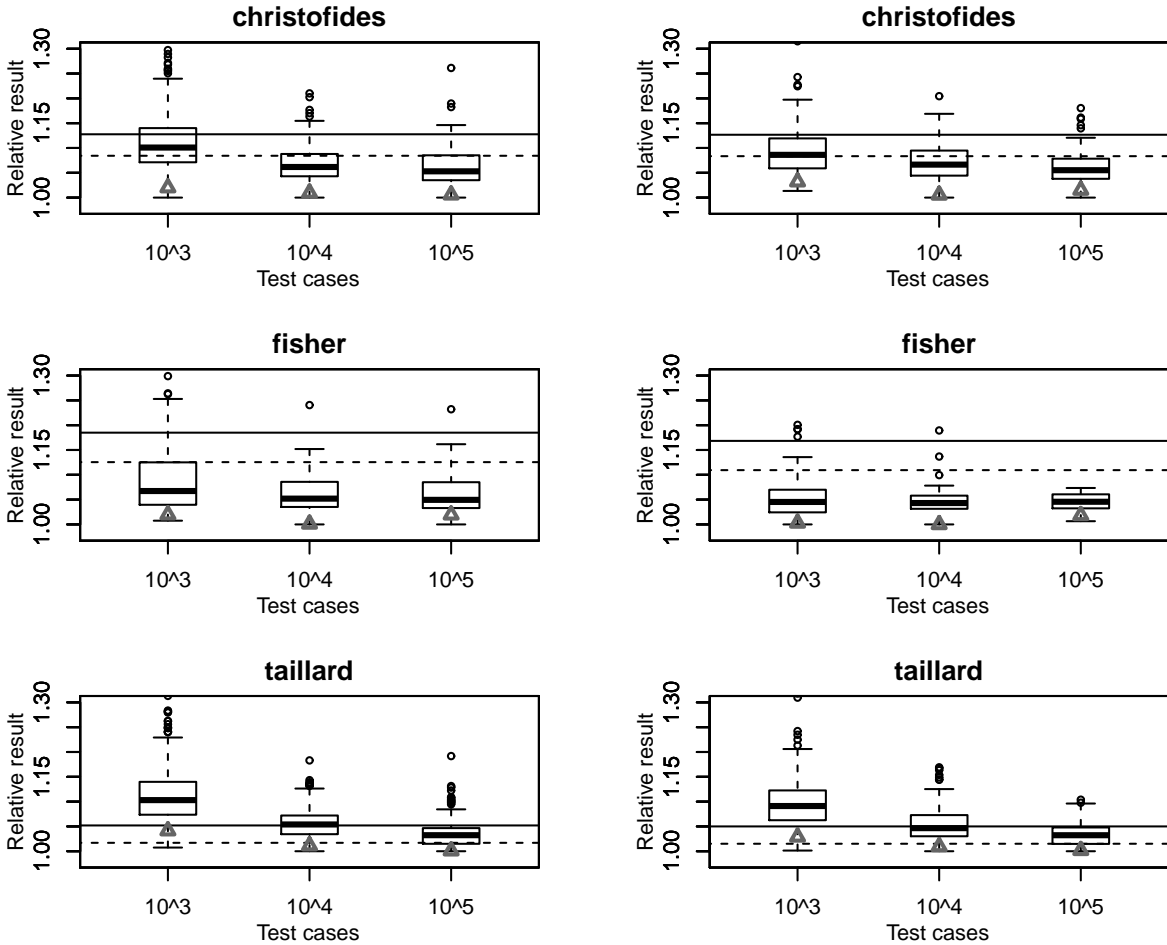 christofides
Relative result
1.00 1.15 1.30
10^3 10^4 10^5
Test cases
christofides
Relative result
1.00 1.15 1.30
10^3 10^4 10^5
Test cases
fisher
Relative result
1.00 1.15 1.30
10^3 10^4 10^5
Test cases
fisher
Relative result
1.00 1.15 1.30
10^3 10^4 10^5
Test cases
taillard
Relative result
1.00 1.15 1.30
10^3 10^4 10^5
Test cases
taillard
Relative result
1.00 1.15 1.30
10^3 10^4 10^5
Test cases